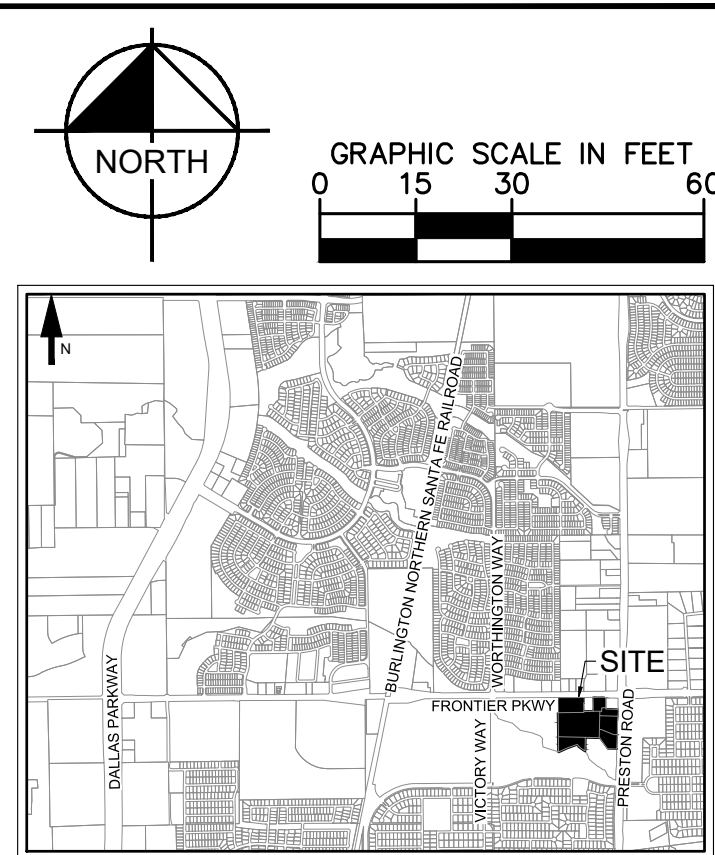 NORTH
GRAPHIC SCALE IN FEET
0 15 30 60
N
BURLINGTON NORTHERN SANTA FE RAILROAD
WORTHINGTON WAY
DALLAS PARKWAY
SITE
FRONTIER PKWY
VICTORY WAY
PRESTON ROAD